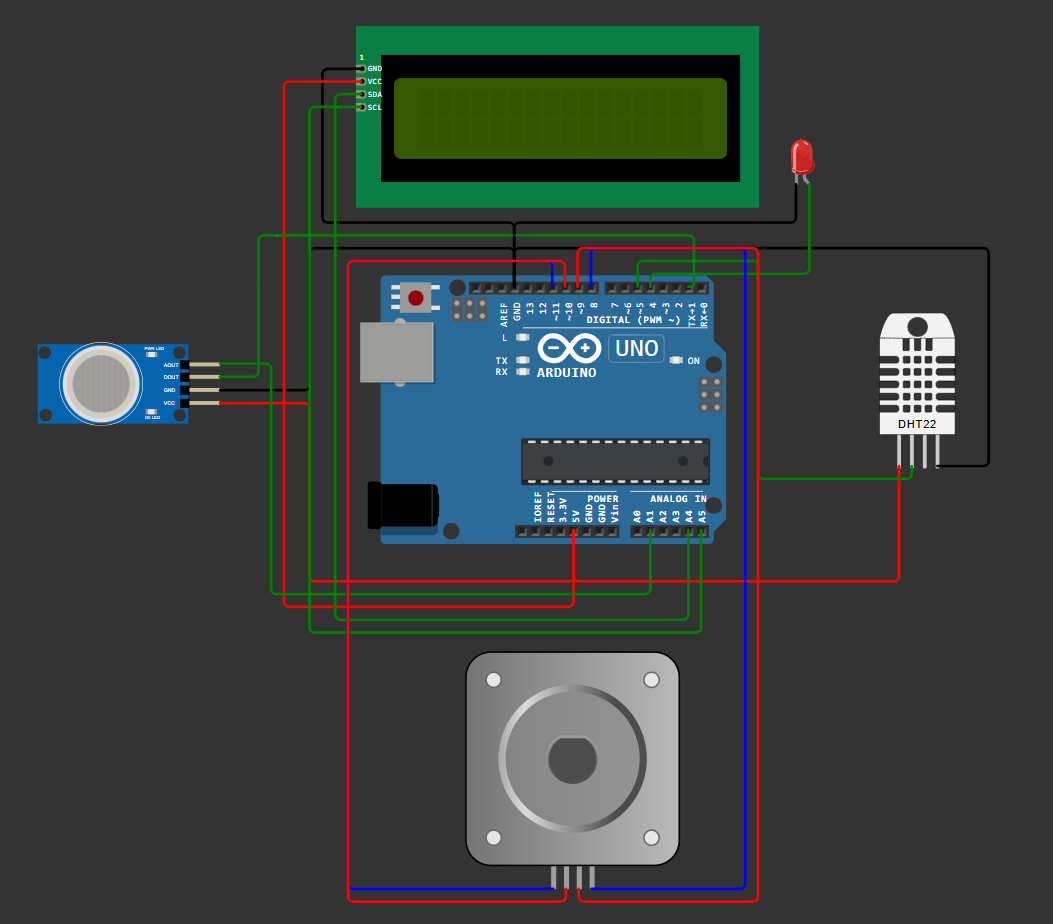 1
GND
VCC
SDA
SCL
AREF
GND
13
12
~11
~10
~9
8
7
~6
~5
4
~3
2
TX→1
RX←0
DIGITAL (PWM ~)
L
TX
RX
UNO
ARDUINO
ON
PWR LED
AOUT
DOUT
GND
VCC
DO LED
DHT22
POWER
ANALOG IN
IOREF
RESET
3.3V
5V
GND
GND
Vin
A0
A1
A2
A3
A4
A5